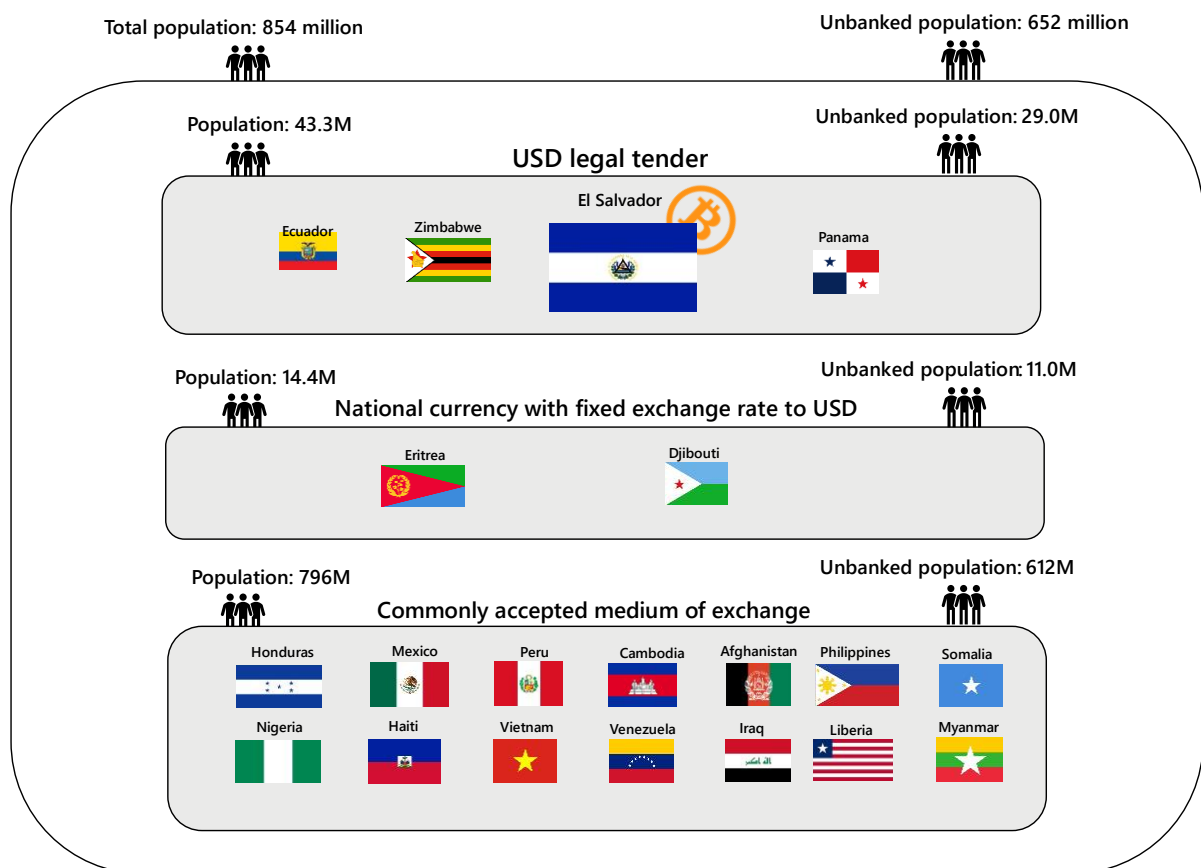 Total population: 854 million
Unbanked population: 652 million
Population: 43.3M
Unbanked population: 29.0M
USD legal tender
El Salvador
Ecuador
Zimbabwe
Panama
Population: 14.4M
Unbanked population: 11.0M
National currency with fixed exchange rate to USD
Eritrea
Djibouti
Population: 796M
Unbanked population: 612M
Commonly accepted medium of exchange
Honduras
Mexico
Peru
Cambodia
Afghanistan
Philippines
Somalia
Nigeria
Haiti
Vietnam
Venezuela
Iraq
Liberia
Myanmar